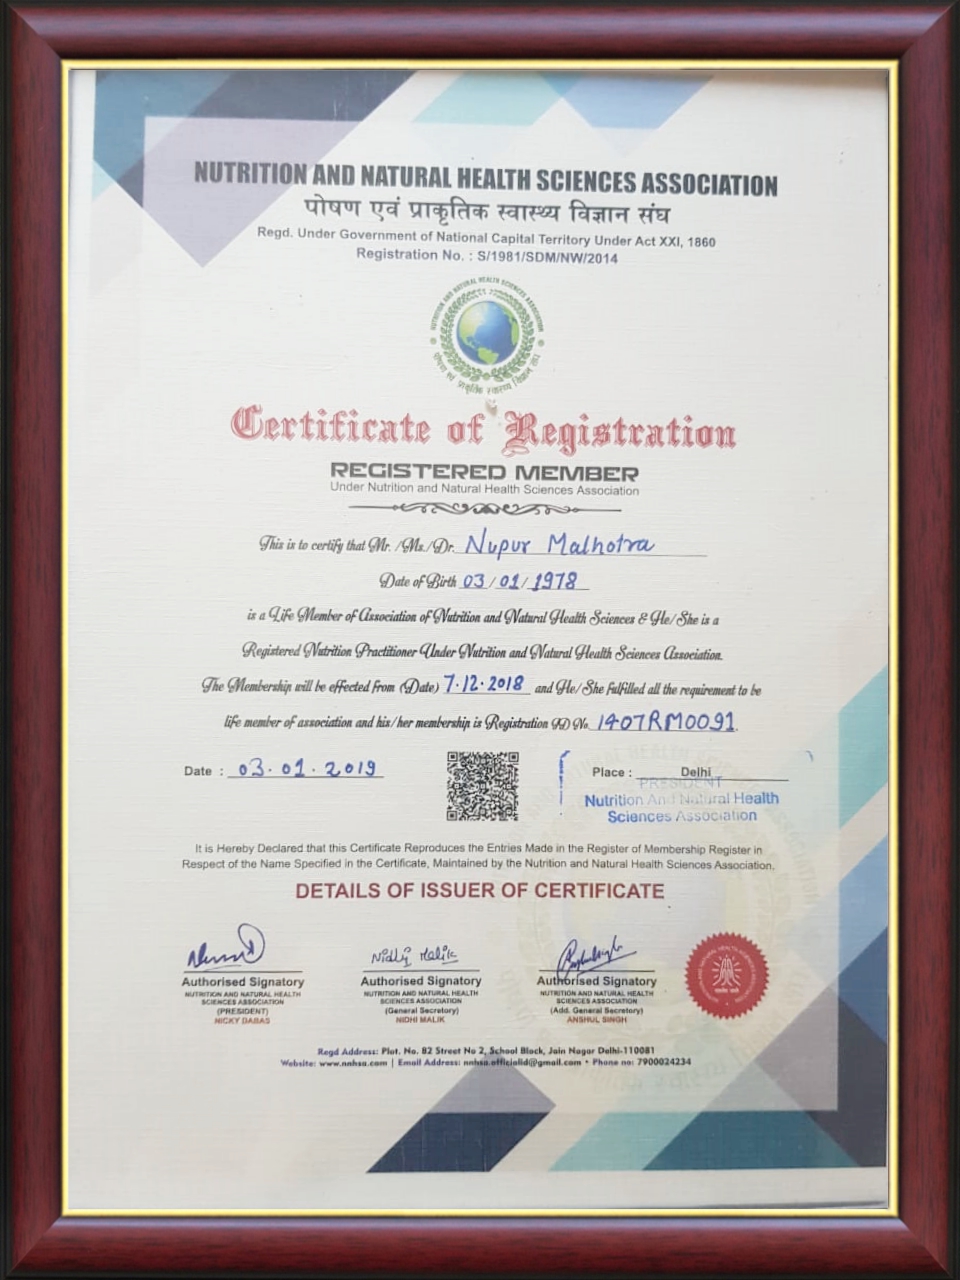 NUTRITION AND NATURAL HEALTH SCIENCES ASSOCIATION
पोषण एवं प्राकृतिक स्वास्थ्य विज्ञान संघ
Regd. Under Government of National Capital Territory Under Act XXI, 1860
Registration No. : S/1981/SDM/NW/2014
NUTRITION AND NATURAL HEALTH SCIENCES ASSOCIATION
Certificate of Registration
REGISTERED MEMBER
Under Nutrition and Natural Health Sciences Association
This is to certify that Mr. /Ms./Dr. Nupur Malhotra
Date of Birth 03/01/1978
is a Life Member of Association of Nutrition and Natural Health Sciences & He/She is a
Registered Nutrition Practitioner Under Nutrition and Natural Health Sciences Association.
The Membership will be effected from (Date) 7.12.2018 and He/She fulfilled all the requirement to be
life member of association and his/her membership is Registration ID No. 1407RM0091.
Date : 03.01.2019
Place : Delhi
PRESIDENT
Nutrition And Natural Health
Sciences Association
It is Hereby Declared that this Certificate Reproduces the Entries Made in the Register of Membership Register in
Respect of the Name Specified in the Certificate, Maintained by the Nutrition and Natural Health Sciences Association.
DETAILS OF ISSUER OF CERTIFICATE
Nidhi Malik
Authorised Signatory Authorised Signatory Authorised Signatory
NUTRITION AND NATURAL HEALTH NUTRITION AND NATURAL HEALTH NUTRITION AND NATURAL HEALTH
SCIENCES ASSOCIATION SCIENCES ASSOCIATION SCIENCES ASSOCIATION
(PRESIDENT) (General Secretory) (Add. General Secretory)
NICKY DABAS NIDHI MALIK ANSHUL SINGH
Regd Address: Plot. No. 82 Street No 2, School Block, Jain Nagar Delhi-110081
Website: www.nnhsa.com | Email Address: nnhsa.officialid@gmail.com • Phone no: 7900024234